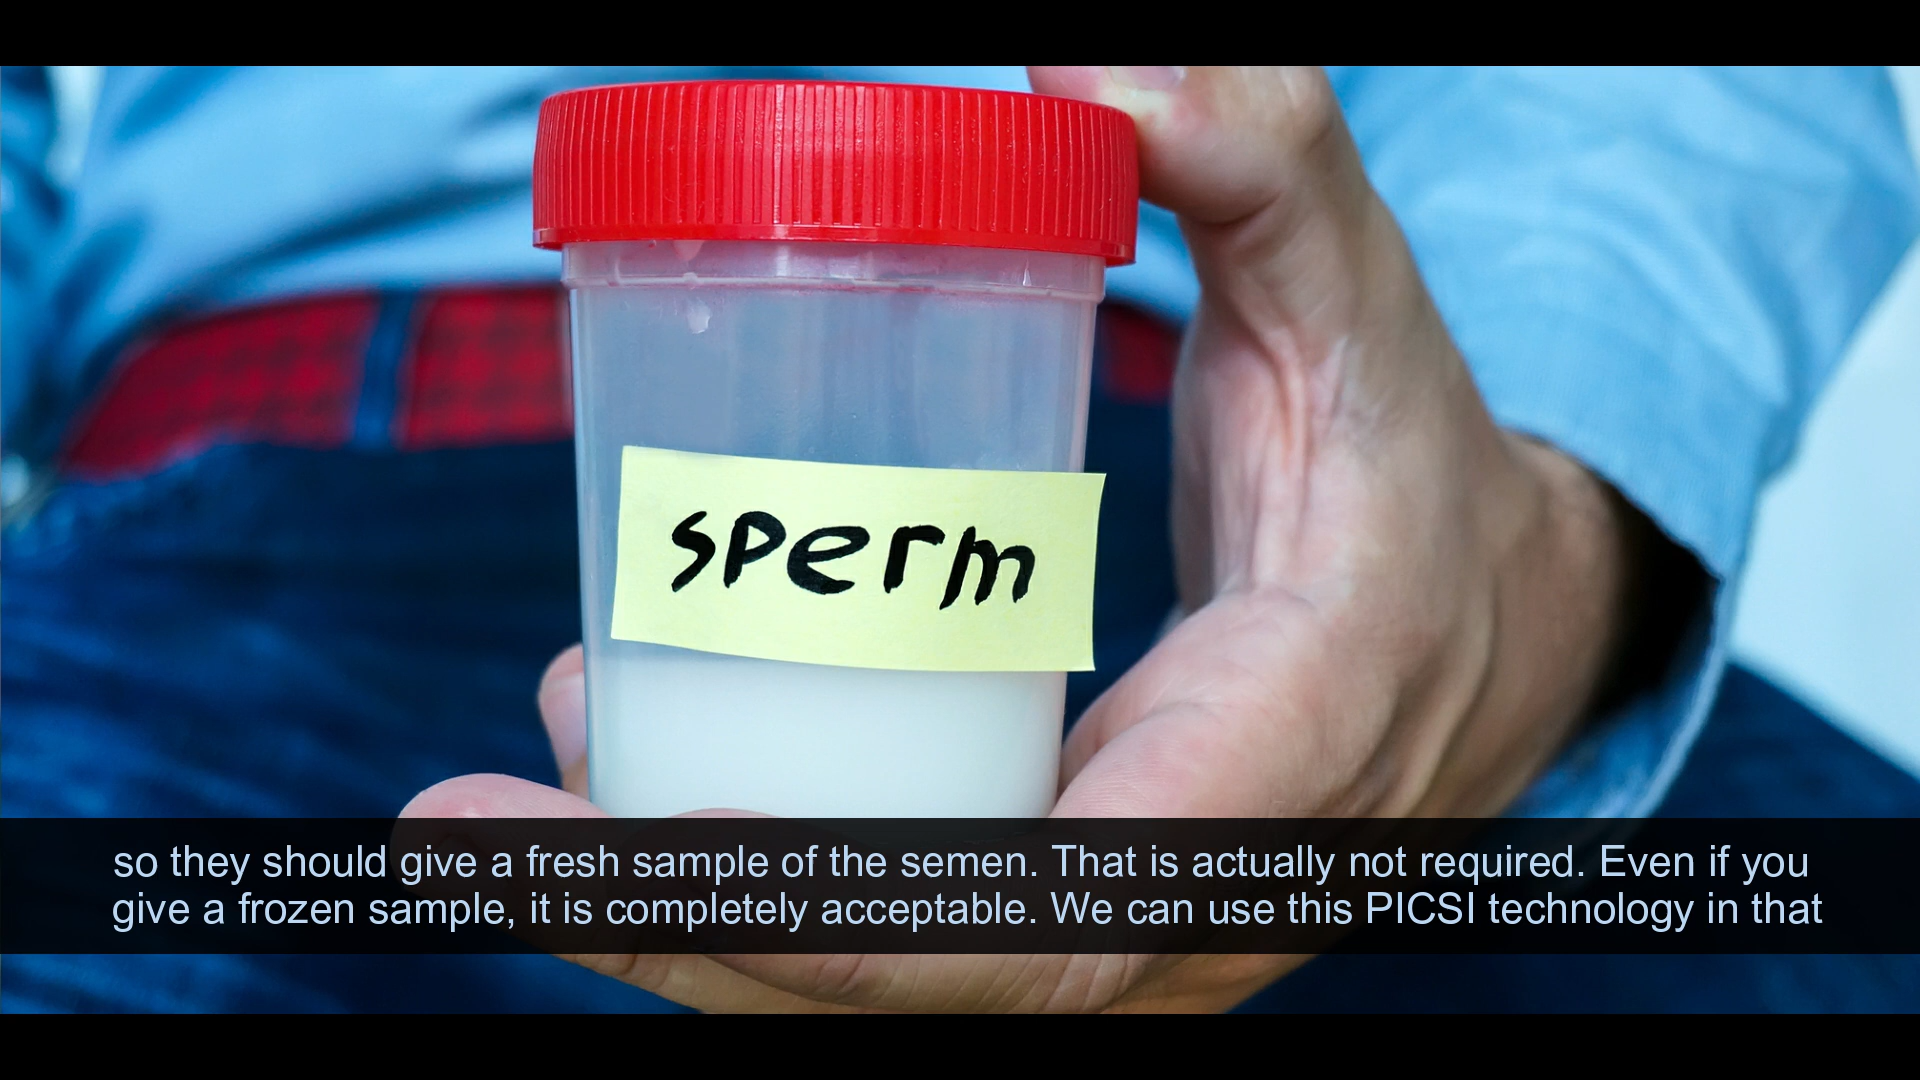 sperm
so they should give a fresh sample of the semen. That is actually not required. Even if you
give a frozen sample, it is completely acceptable. We can use this PICSI technology in that